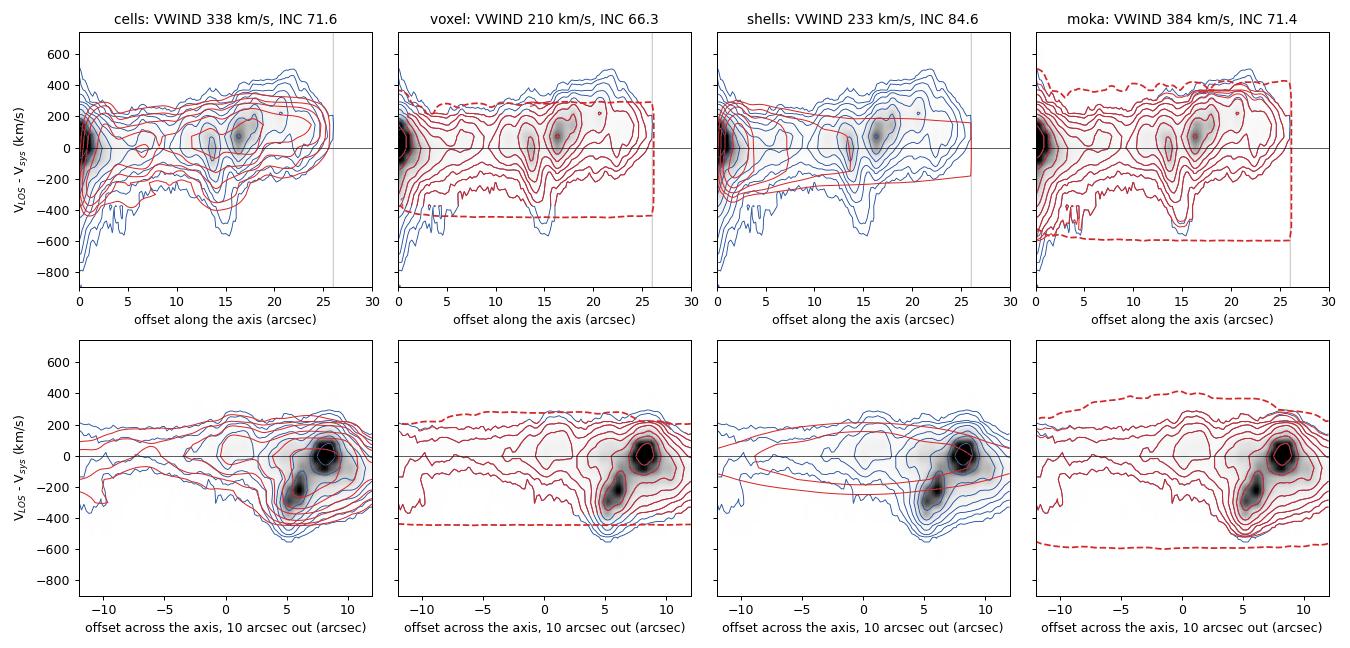 cells: VWIND 338 km/s, INC 71.6
voxel: VWIND 210 km/s, INC 66.3
shells: VWIND 233 km/s, INC 84.6
moka: VWIND 384 km/s, INC 71.4
V_LOS - V_sys (km/s)
600
400
200
0
−200
−400
−600
−800
0 5 10 15 20 25 30
0 5 10 15 20 25 30
0 5 10 15 20 25 30
0 5 10 15 20 25 30
offset along the axis (arcsec)
offset along the axis (arcsec)
offset along the axis (arcsec)
offset along the axis (arcsec)
V_LOS - V_sys (km/s)
600
400
200
0
−200
−400
−600
−800
−10 −5 0 5 10
−10 −5 0 5 10
−10 −5 0 5 10
−10 −5 0 5 10
offset across the axis, 10 arcsec out (arcsec)
offset across the axis, 10 arcsec out (arcsec)
offset across the axis, 10 arcsec out (arcsec)
offset across the axis, 10 arcsec out (arcsec)